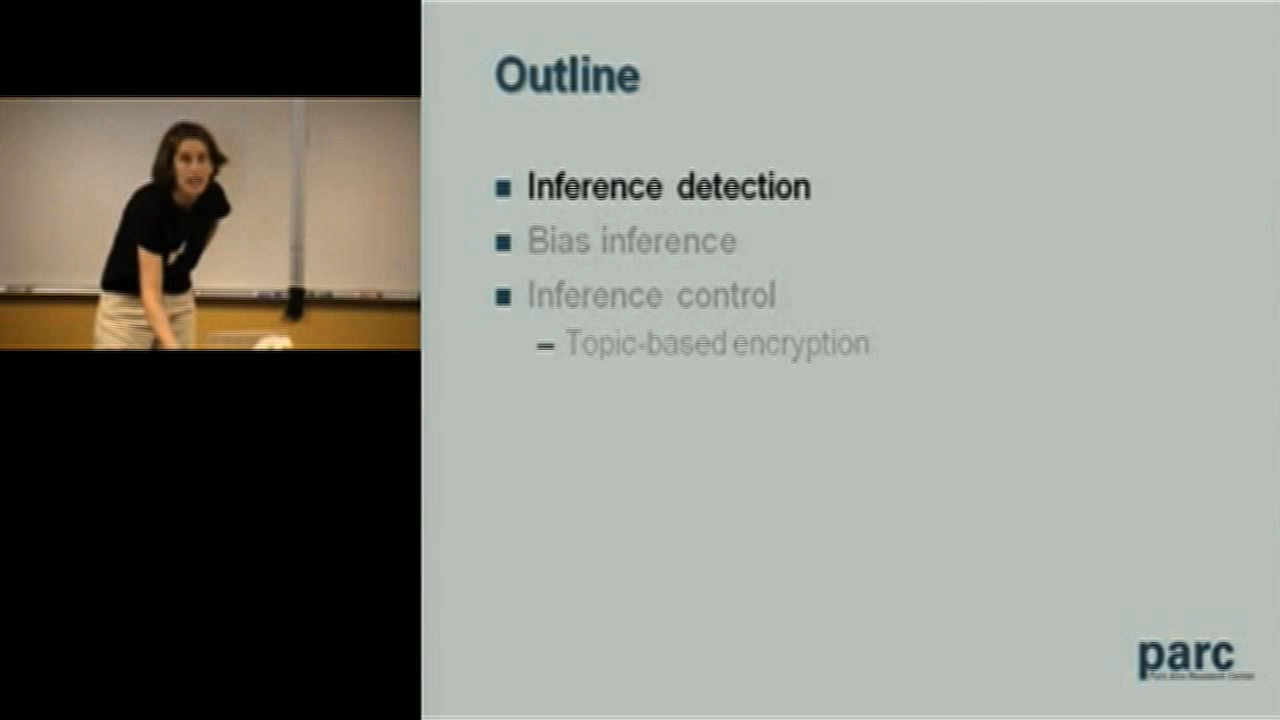 Outline
■ Inference detection
■ Bias inference
■ Inference control
– Topic-based encryption
parc